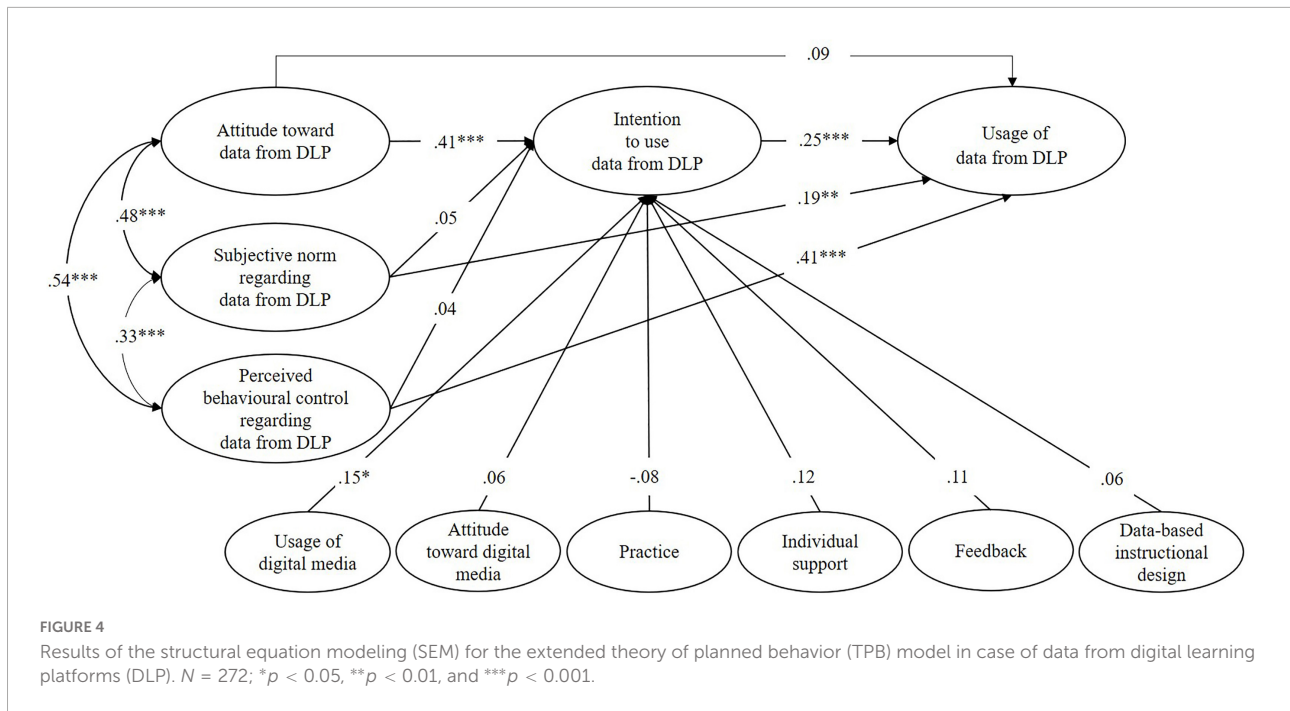 .09
Attitude toward
data from DLP
.41***
Intention
to use
data from DLP
.25***
Usage of
data from DLP
.48***
.05
.19**
Subjective norm
regarding
data from DLP
.54***
.41***
.04
.33***
Perceived
behavioural control
regarding
data from DLP
.15*
.06
-.08
.12
.11
.06
Usage of
digital media
Attitude
toward digital
media
Practice
Individual
support
Feedback
Data-based
instructional
design
FIGURE 4
Results of the structural equation modeling (SEM) for the extended theory of planned behavior (TPB) model in case of data from digital learning
platforms (DLP). N = 272; *p < 0.05, **p < 0.01, and ***p < 0.001.